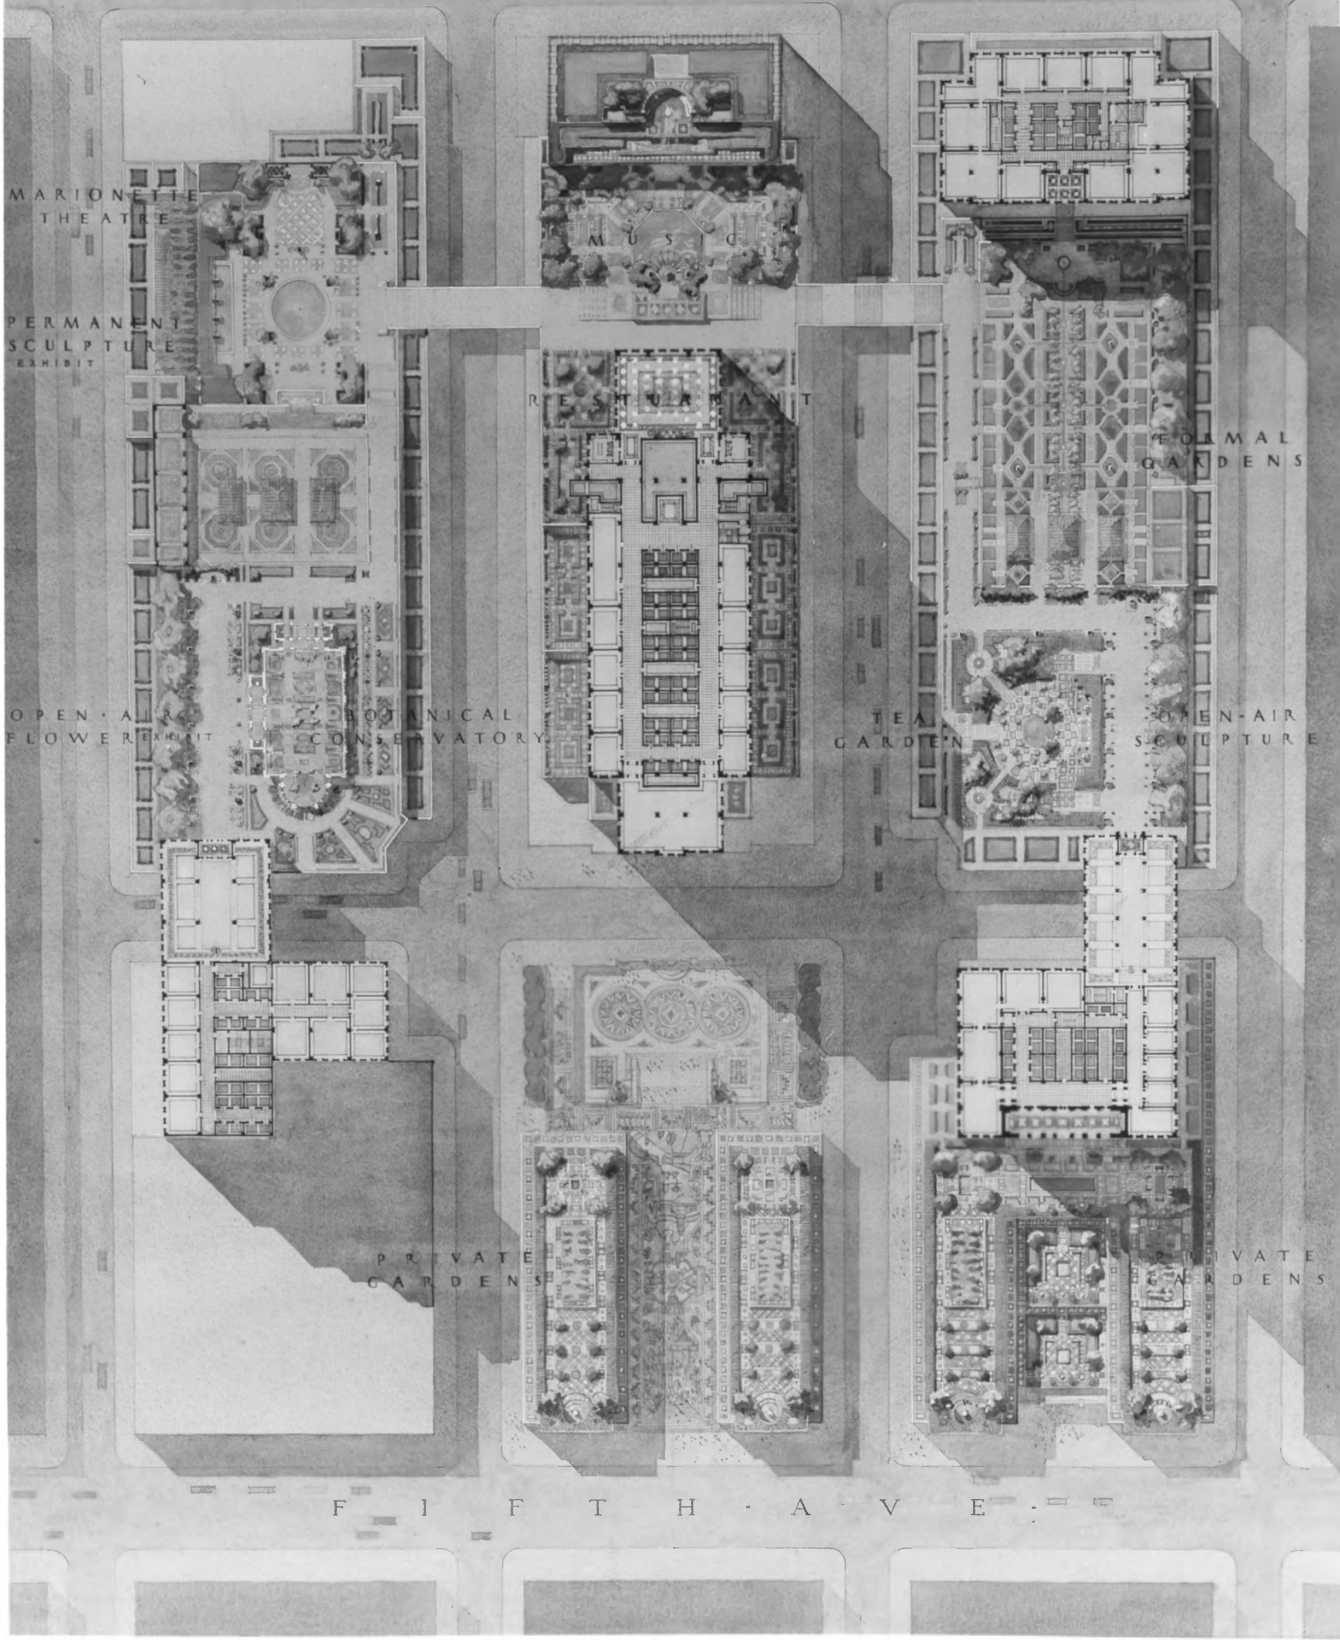 MARIONETTE
THEATRE
MUSIC
PERMANENT
SCULPTURE
EXHIBIT
RESTURRANT
FORMAL
GARDENS
OPEN·AIR
FLOWER EXHIBIT
BOTANICAL
CONSERVATORY
TEA
GARDEN
OPEN-AIR
SCULPTURE
PRIVATE
GARDENS
PRIVATE
GARDENS
FIFTH·AVE·